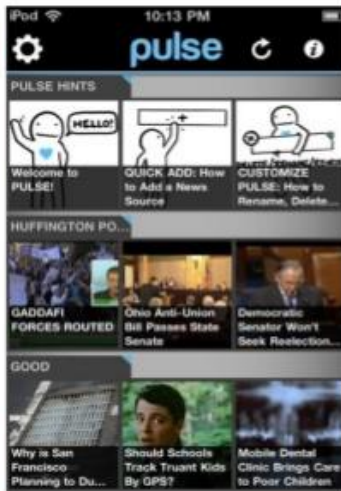 iPod 10:13 PM
pulse
PULSE HINTS
HELLO!
Welcome to
PULSE!
QUICK ADD: How
to Add a News
Source
CUSTOMIZE
PULSE: How to
Rename, Delete...
HUFFINGTON PO...
GADDAFI
FORCES ROUTED
Ohio Anti-Union
Bill Passes State
Senate
Democratic
Senator Won't
Seek Reelection...
GOOD
Why is San
Francisco
Planning to Du...
Should Schools
Track Truant Kids
By GPS?
Mobile Dental
Clinic Brings Care
to Poor Children